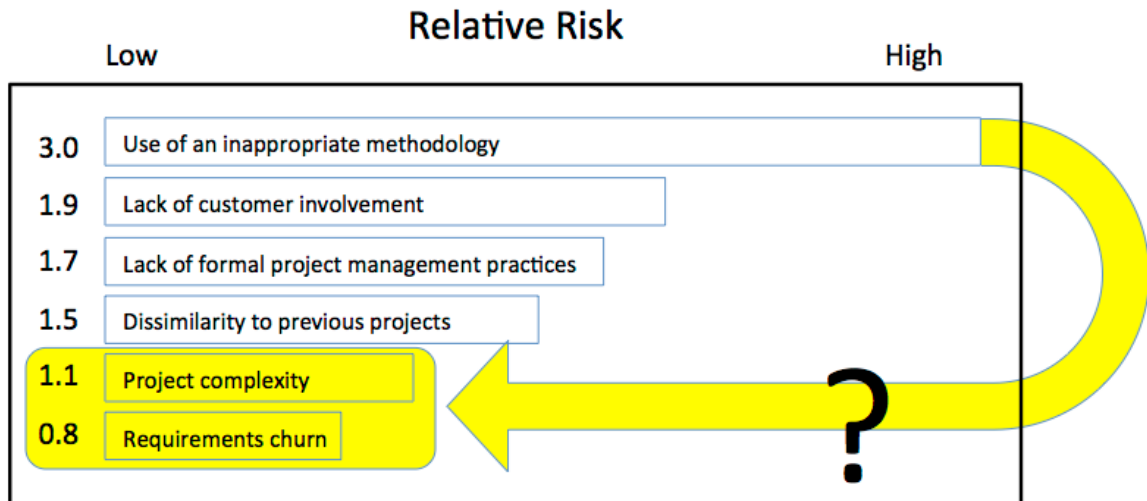 Relative Risk
Low High
3.0 Use of an inappropriate methodology
1.9 Lack of customer involvement
1.7 Lack of formal project management practices
1.5 Dissimilarity to previous projects
1.1 Project complexity
0.8 Requirements churn
?